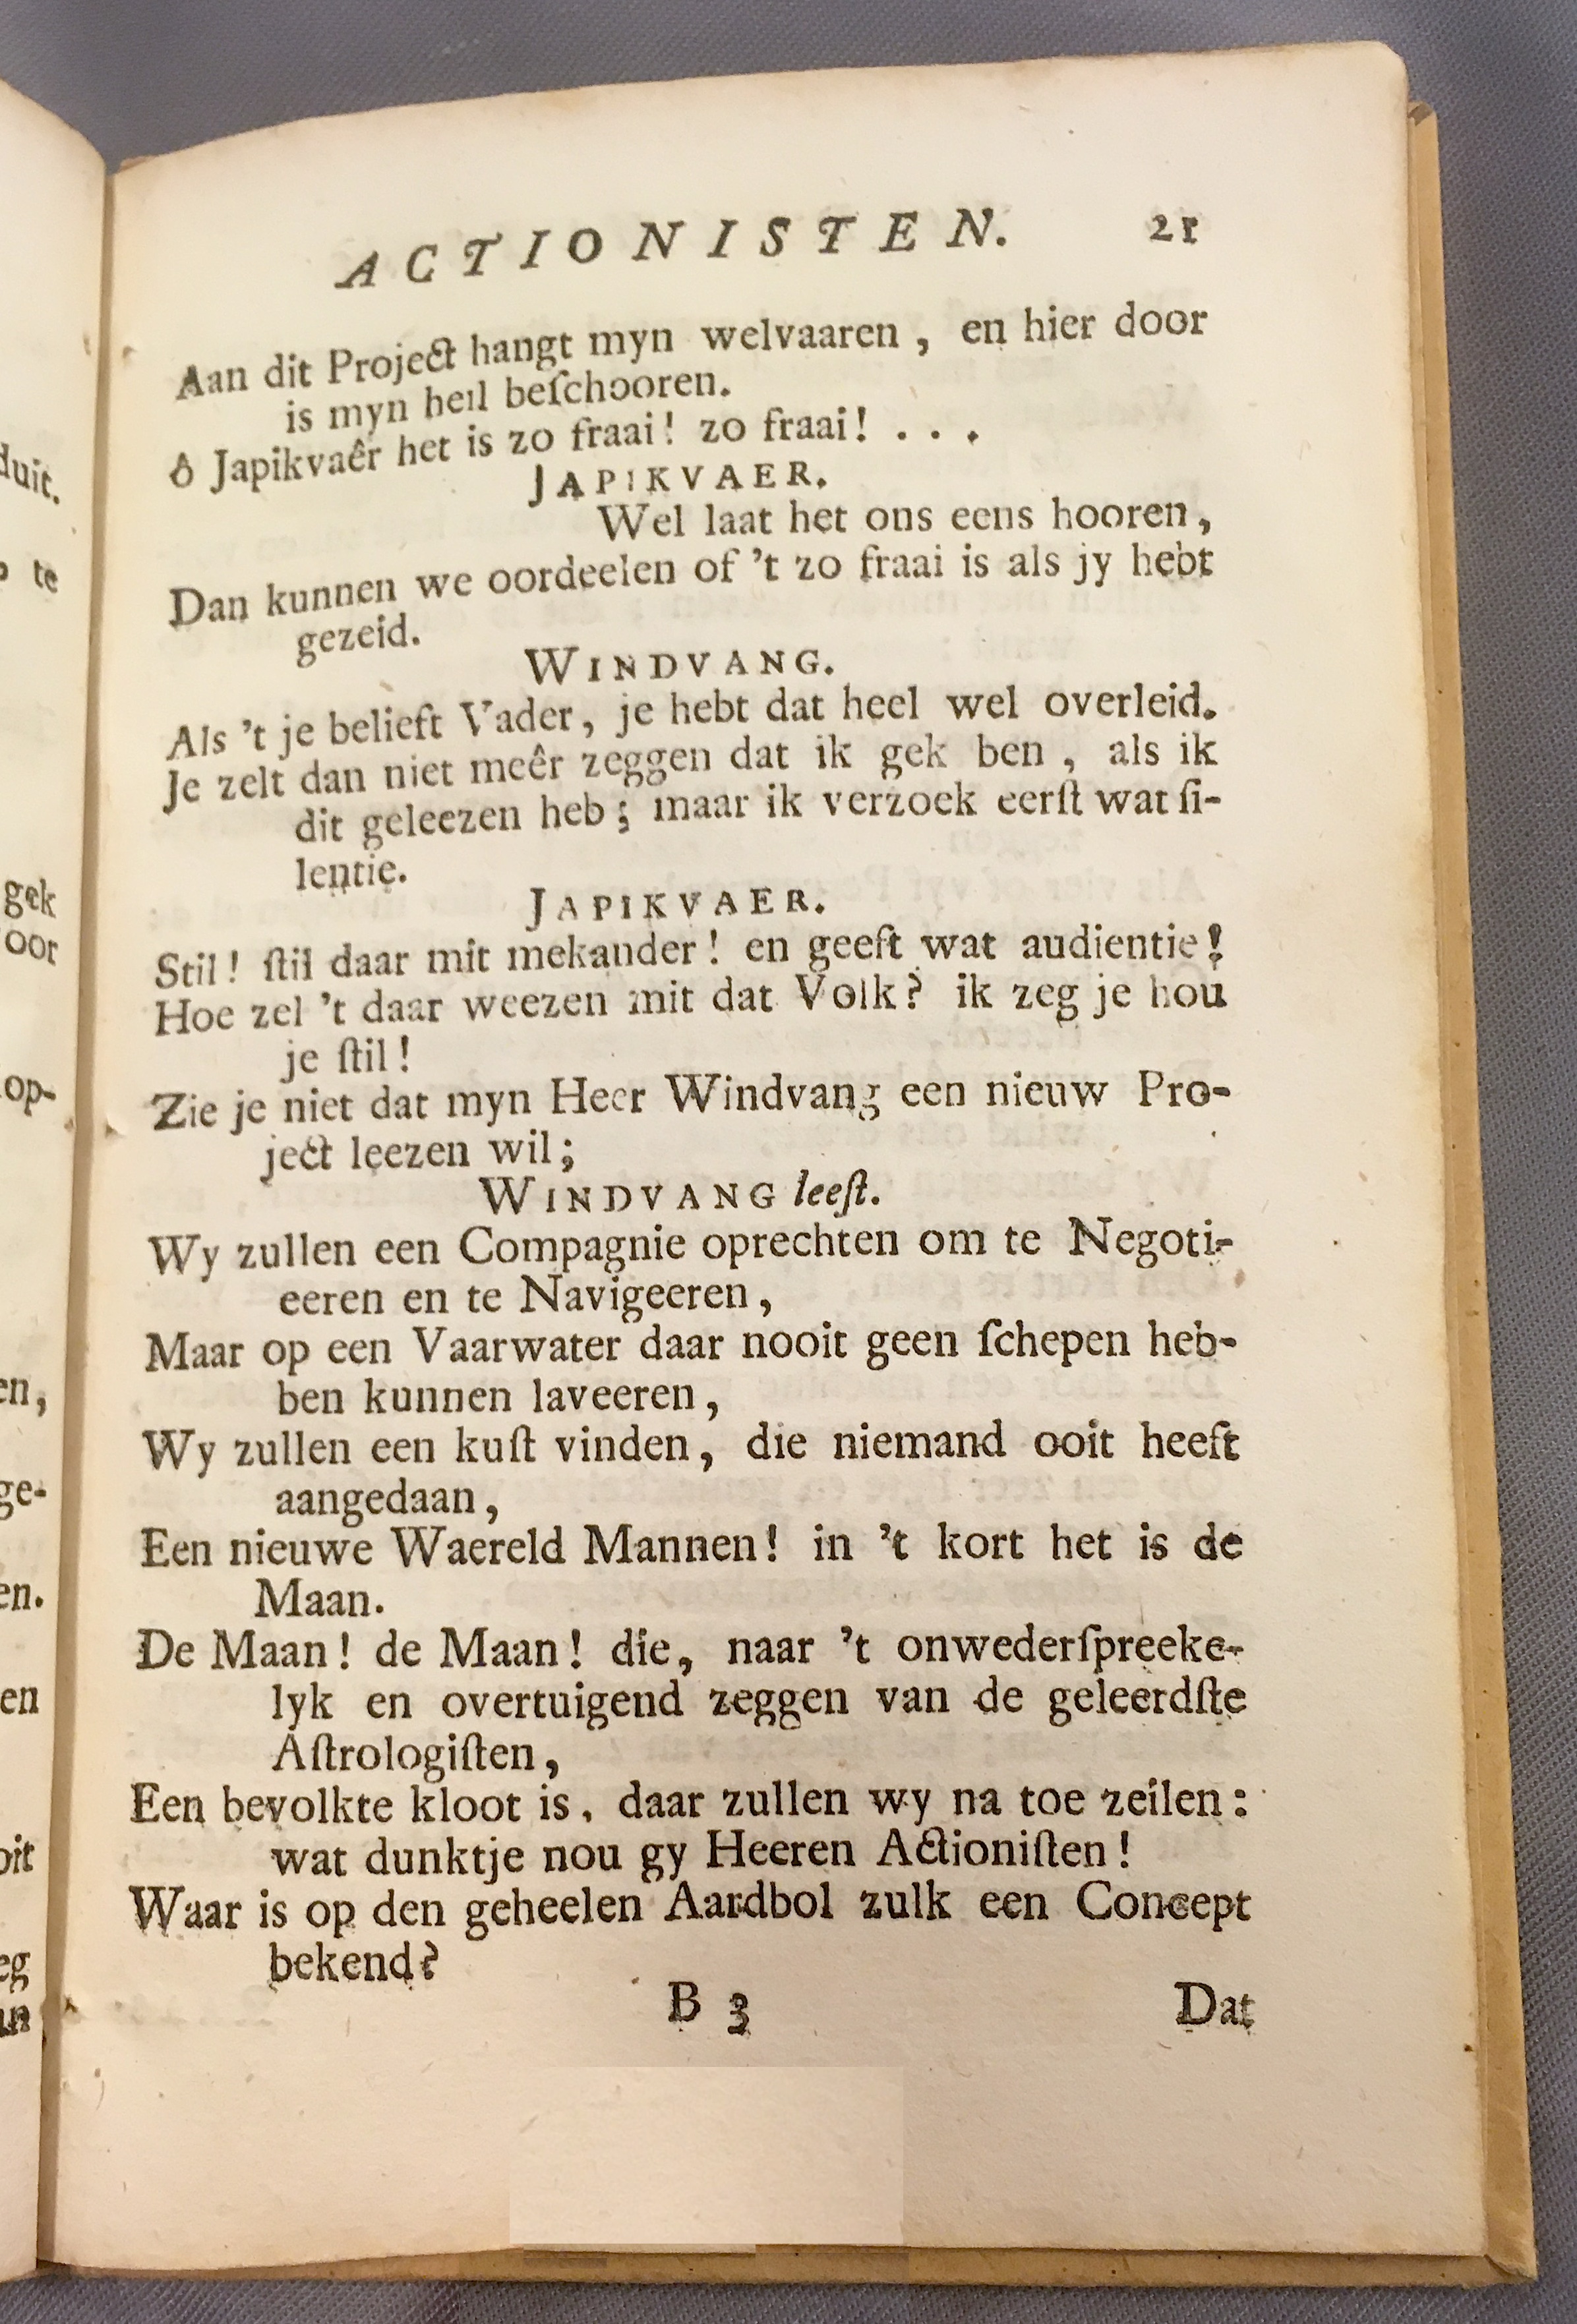 ACTIONISTEN. 21
Aan dit Project hangt myn welvaaren, en hier door
is myn heil beſchooren.
ô Japikvaêr het is zo fraai! zo fraai! . . .
JAPIKVAER.
Wel laat het ons eens hooren,
Dan kunnen we oordeelen of 't zo fraai is als jy hebt
gezeid.
WINDVANG.
Als 't je belieft Vader, je hebt dat heel wel overleid.
Je zelt dan niet meêr zeggen dat ik gek ben, als ik
dit geleezen heb; maar ik verzoek eerſt wat ſi-
lentie.
JAPIKVAER.
Stil! ſtil daar mit mekander! en geeft wat audientie!
Hoe zel 't daar weezen mit dat Volk? ik zeg je hou
je ſtil!
Zie je niet dat myn Heer Windvang een nieuw Pro-
ject leezen wil;
WINDVANG leeſt.
Wy zullen een Compagnie oprechten om te Negoti-
eeren en te Navigeeren,
Maar op een Vaarwater daar nooit geen ſchepen heb-
ben kunnen laveeren,
Wy zullen een kuſt vinden, die niemand ooit heeft
aangedaan,
Een nieuwe Waereld Mannen! in 't kort het is de
Maan.
De Maan! de Maan! die, naar 't onwederſpreeke-
lyk en overtuigend zeggen van de geleerdſte
Aſtrologiſten,
Een bevolkte kloot is, daar zullen wy na toe zeilen:
wat dunktje nou gy Heeren Actioniſten!
Waar is op den geheelen Aardbol zulk een Concept
bekend?
B 3 Dat